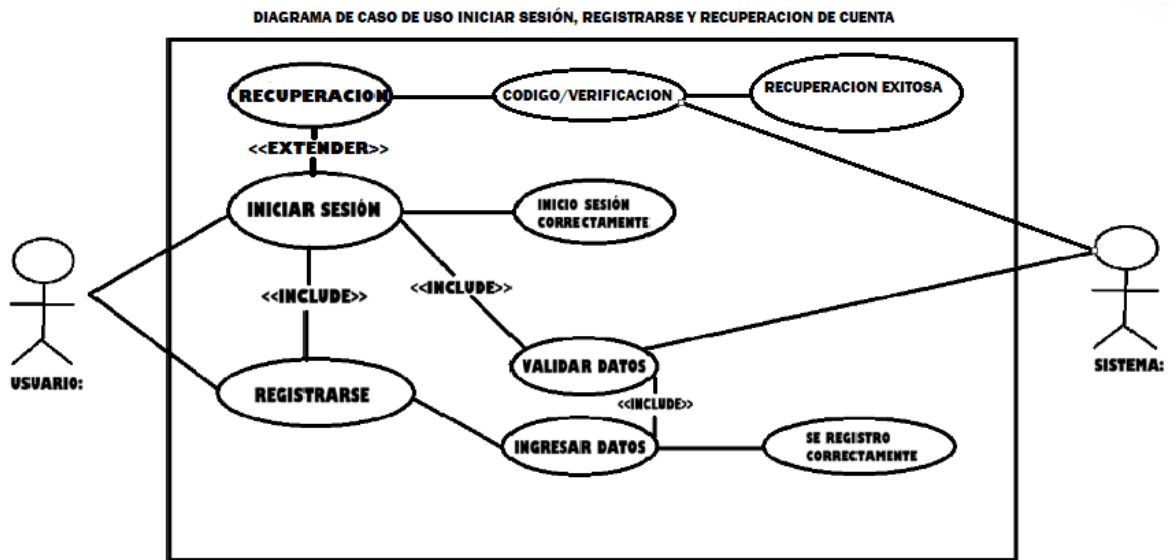 DIAGRAMA DE CASO DE USO INICIAR SESIÓN, REGISTRARSE Y RECUPERACION DE CUENTA
RECUPERACION
CODIGO/VERIFICACION
RECUPERACION EXITOSA
<<EXTENDER>>
INICIAR SESIÓN
INICIO SESIÓN
CORRECTAMENTE
<<INCLUDE>>
<<INCLUDE>>
USUARIO:
VALIDAR DATOS
SISTEMA:
REGISTRARSE
<<INCLUDE>>
INGRESAR DATOS
SE REGISTRO
CORRECTAMENTE